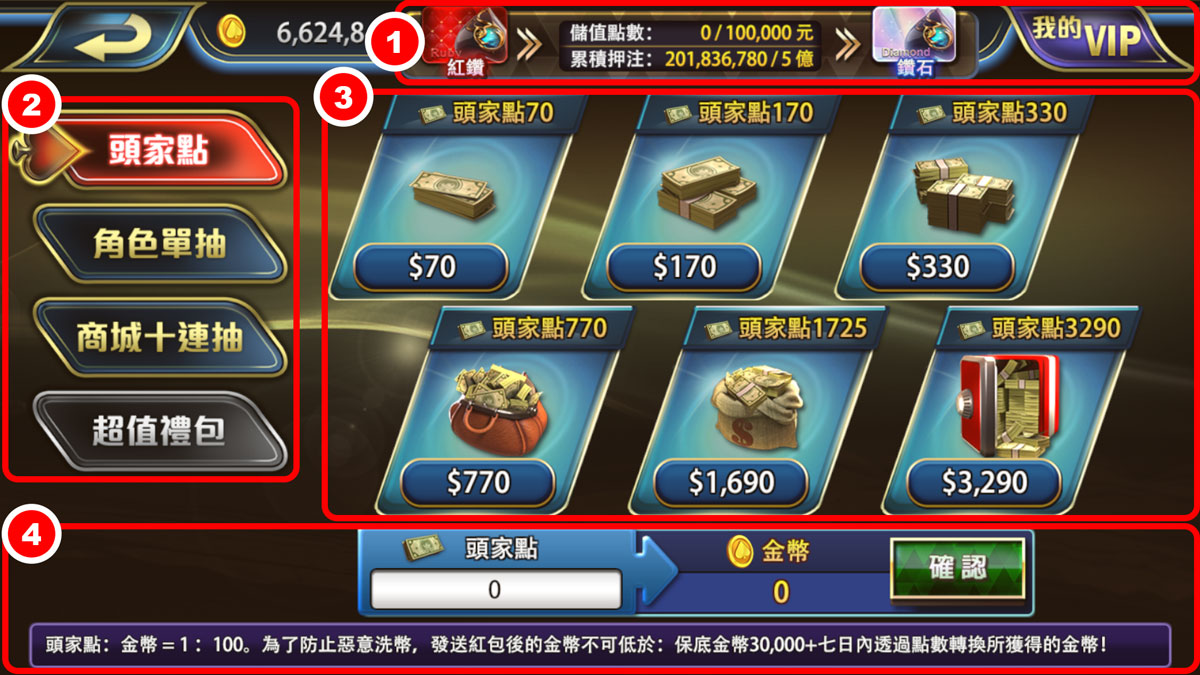 6,624,8
1
Ruby
紅鑽
儲值點數： 0/100,000 元
累積押注： 201,836,780/5 億
Diamond
鑽石
我的VIP
2
頭家點
角色單抽
商城十連抽
超值禮包
3
頭家點70
頭家點170
頭家點330
$70
$170
$330
頭家點770
頭家點1725
頭家點3290
$770
$1,690
$3,290
4
頭家點
金幣
0
0
確認
頭家點：金幣＝1：100。為了防止惡意洗幣，發送紅包後的金幣不可低於：保底金幣30,000+七日內透過點數轉換所獲得的金幣！